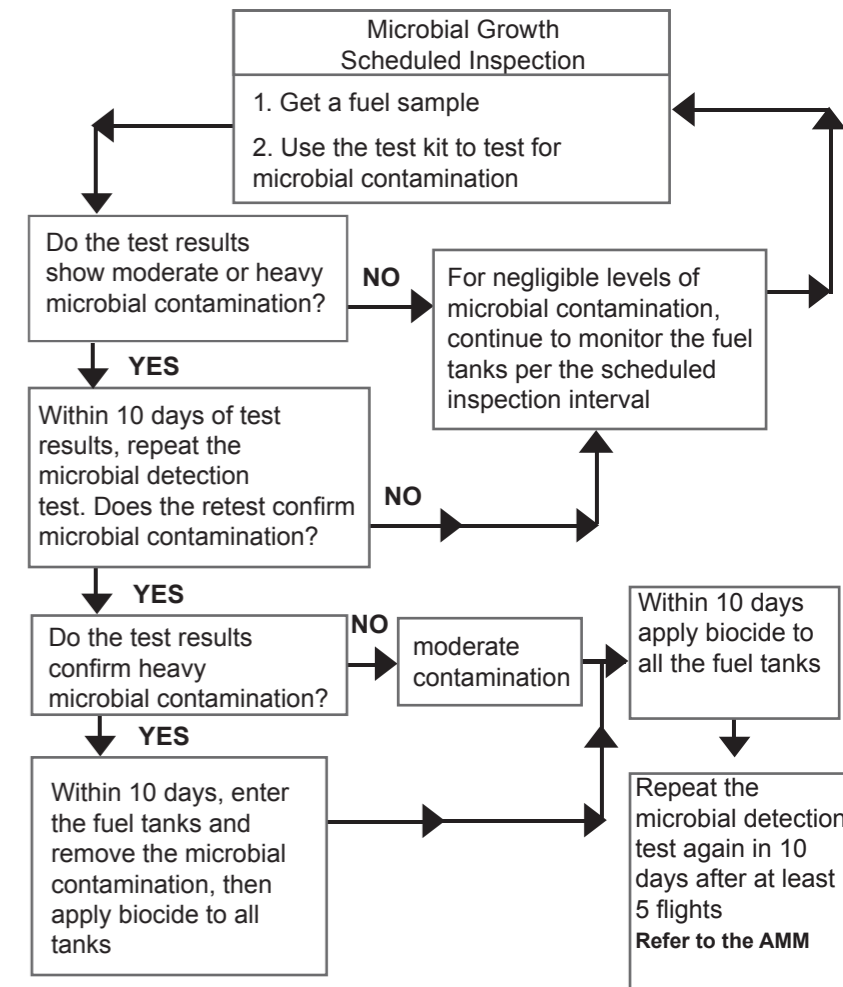 Microbial Growth
Scheduled Inspection
1. Get a fuel sample
2. Use the test kit to test for
microbial contamination
Do the test results
show moderate or heavy
microbial contamination?
NO
For negligible levels of
microbial contamination,
continue to monitor the fuel
tanks per the scheduled
inspection interval
YES
Within 10 days of test
results, repeat the
microbial detection
test. Does the retest confirm
microbial contamination?
NO
YES
Do the test results
confirm heavy
microbial contamination?
NO
moderate
contamination
Within 10 days
apply biocide to
all the fuel tanks
YES
Within 10 days, enter
the fuel tanks and
remove the microbial
contamination, then
apply biocide to all
tanks
Repeat the
microbial detection
test again in 10
days after at least
5 flights
Refer to the AMM